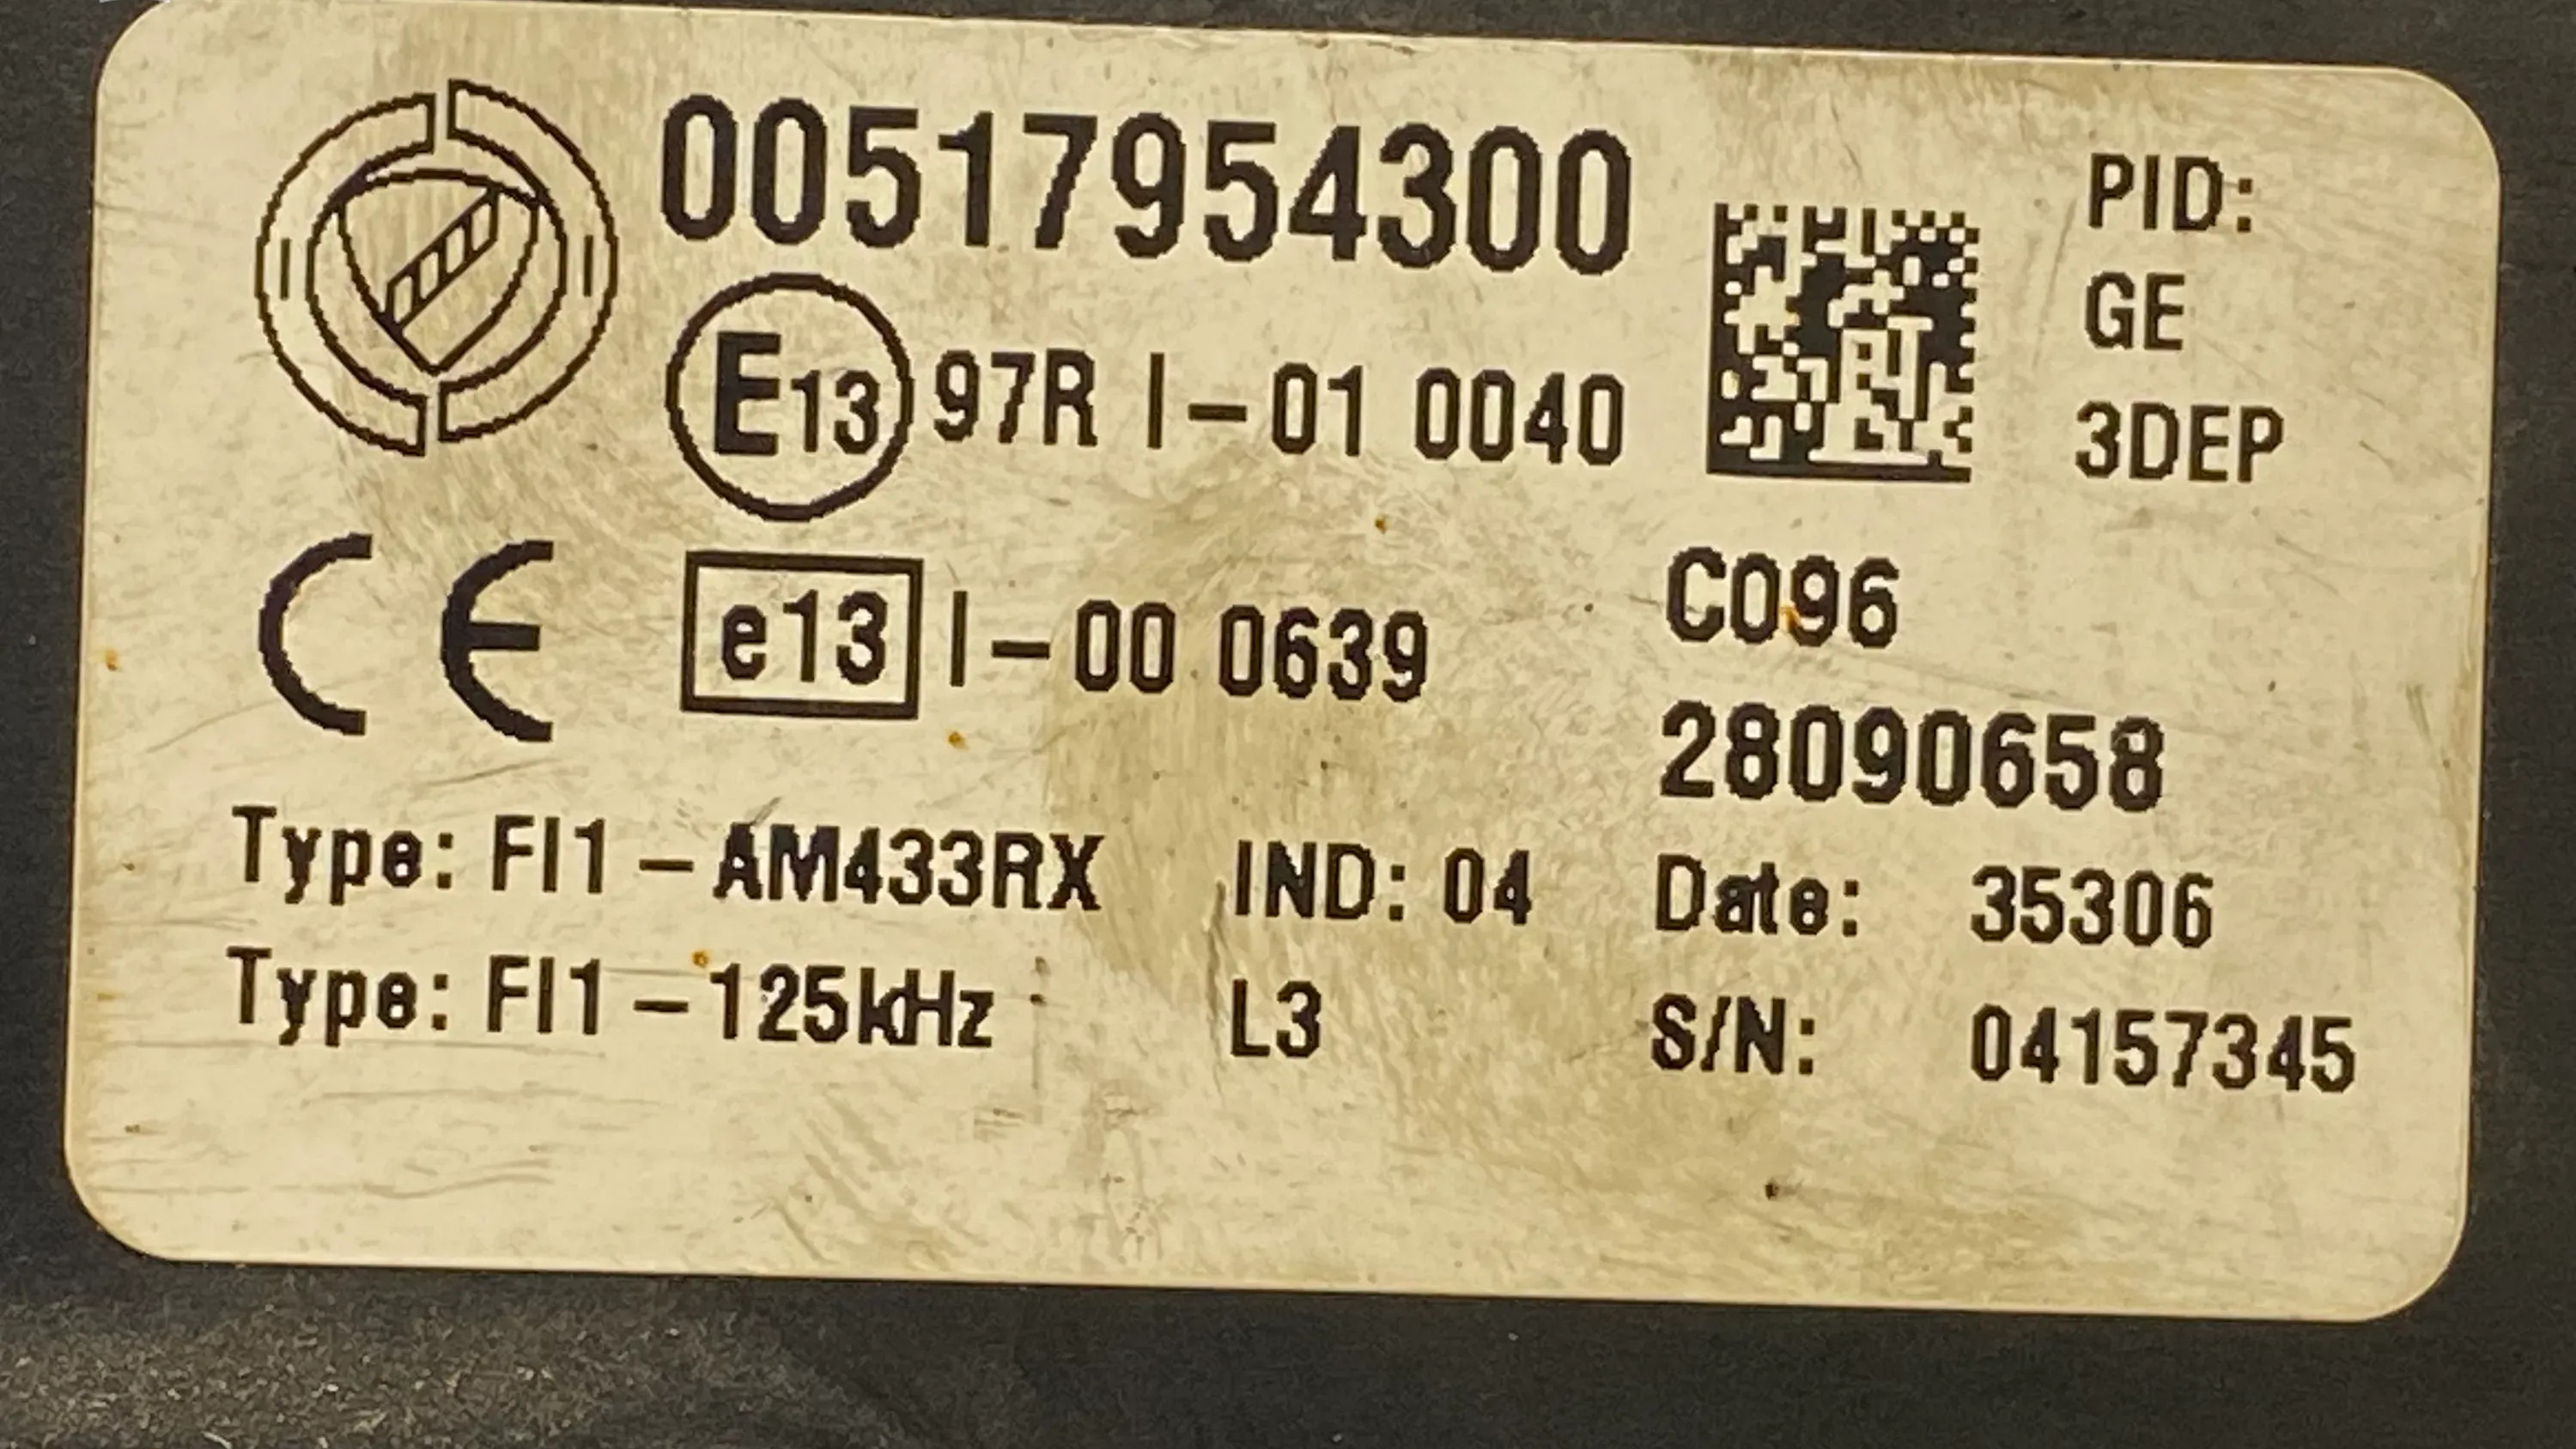 00517954300
PID:
GE
3DEP
E13 97R I-01 0040
CE e13 I-00 0639
C096
28090658
Type: FI1-AM433RX IND: 04
Date: 35306
Type: FI1-125kHz L3
S/N: 04157345